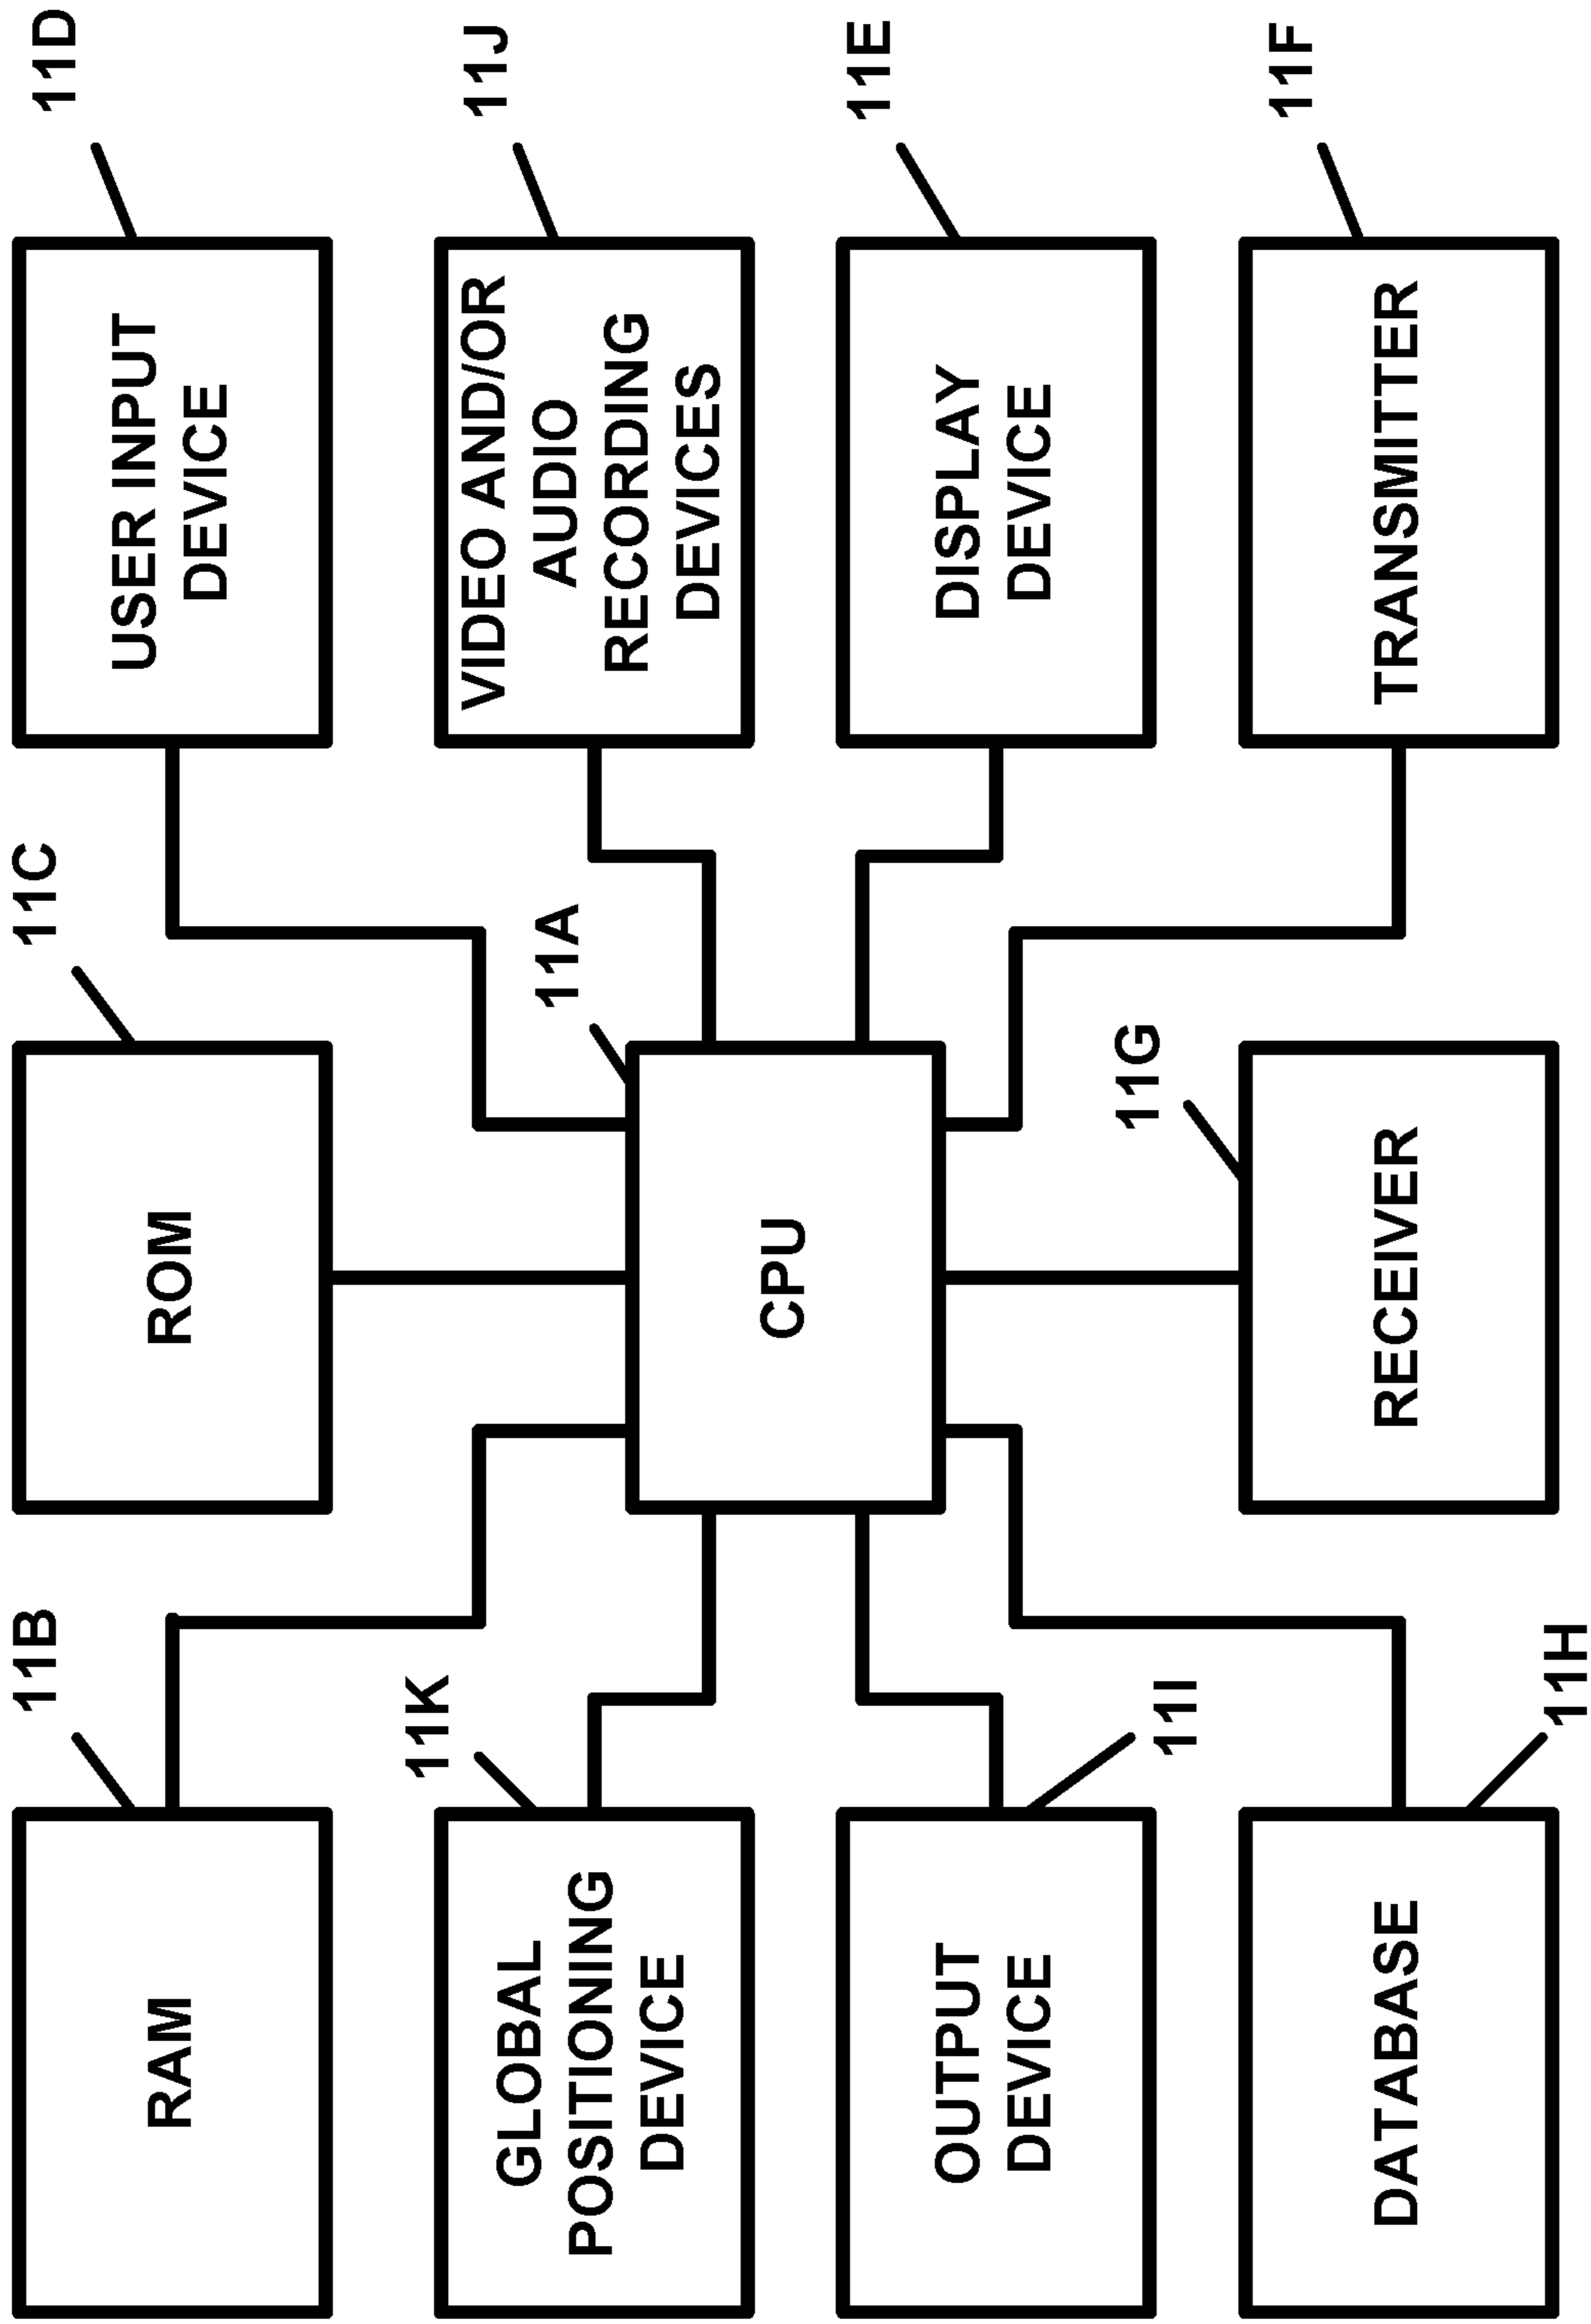 11B
RAM
11C
ROM
11D
USER INPUT
DEVICE
11K
GLOBAL
POSITIONING
DEVICE
11A
CPU
11J
VIDEO AND/OR
AUDIO
RECORDING
DEVICES
11I
OUTPUT
DEVICE
11E
DISPLAY
DEVICE
11H
DATABASE
11G
RECEIVER
11F
TRANSMITTER